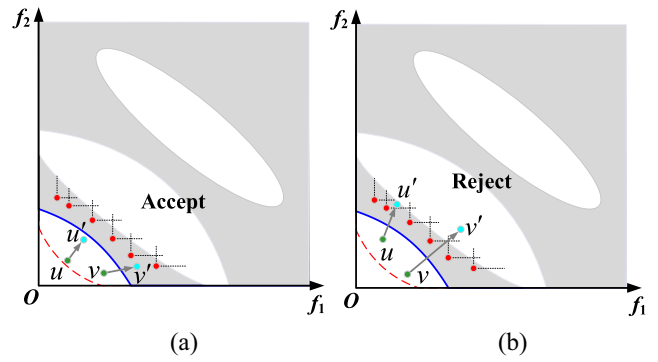 f₂
Accept
u'
u
v
v'
O
f₁
(a)
f₂
Reject
u'
v'
u
v
O
f₁
(b)